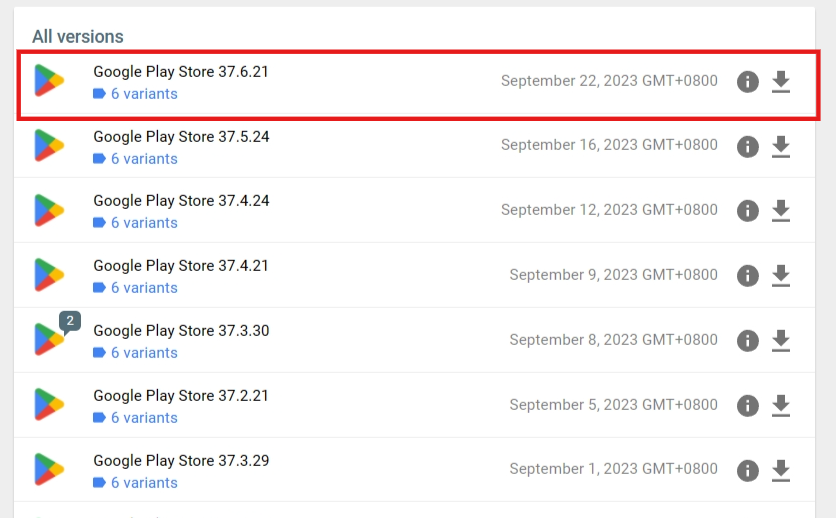 All versions
Google Play Store 37.6.21
6 variants
September 22, 2023 GMT+0800
Google Play Store 37.5.24
6 variants
September 16, 2023 GMT+0800
Google Play Store 37.4.24
6 variants
September 12, 2023 GMT+0800
Google Play Store 37.4.21
6 variants
September 9, 2023 GMT+0800
2
Google Play Store 37.3.30
6 variants
September 8, 2023 GMT+0800
Google Play Store 37.2.21
6 variants
September 5, 2023 GMT+0800
Google Play Store 37.3.29
6 variants
September 1, 2023 GMT+0800